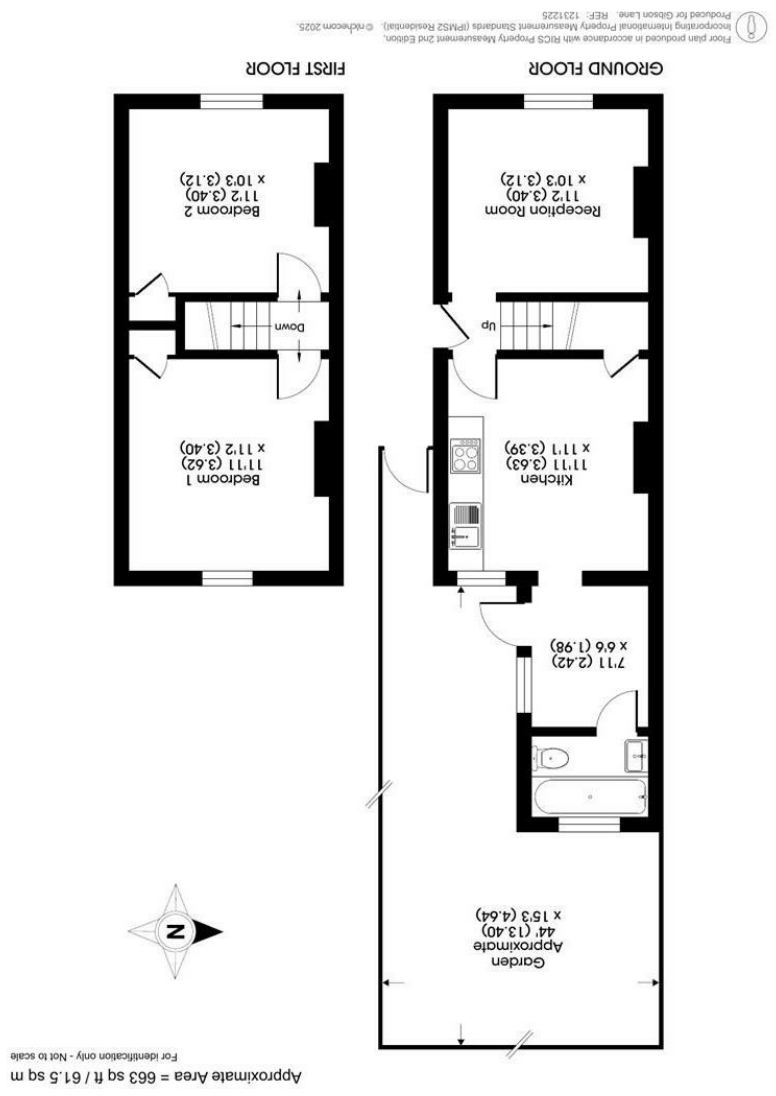 Approximate Area = 663 sq ft / 61.5 sq m
For identification only - Not to scale
N
Garden
Approximate
44' (13.40)
x 15'3 (4.64)
7'11 (2.42)
x 6'6 (1.98)
Kitchen
11'11 (3.63)
x 11'1 (3.39)
Up
Reception Room
11'2 (3.40)
x 10'3 (3.12)
GROUND FLOOR
Bedroom 1
11'11 (3.62)
x 11'2 (3.40)
Down
Bedroom 2
11'2 (3.40)
x 10'3 (3.12)
FIRST FLOOR
Floor plan produced in accordance with RICS Property Measurement 2nd Edition,
Incorporating International Property Measurement Standards (IPMS2 Residential). ©nichecom 2025.
Produced for Gibson Lane. REF: 1231225